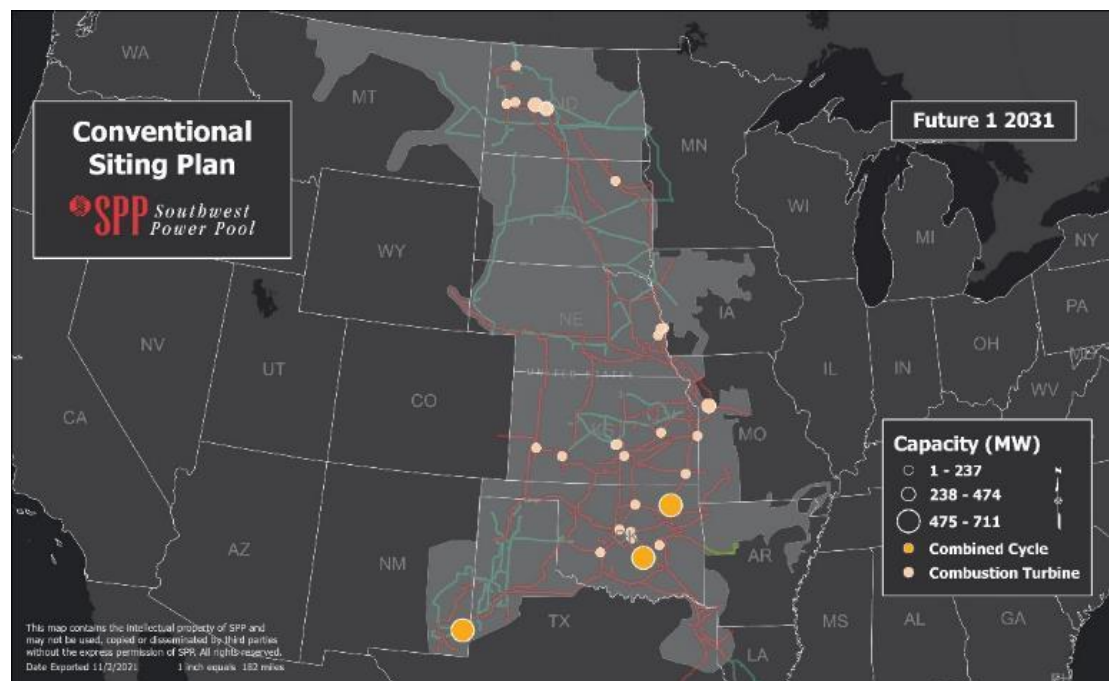 Conventional
Siting Plan
SPP Southwest
Power Pool
Future 1 2031
WA
MT
ND
MN
SD
WI
MI
NY
WY
IA
NE
PA
NV
UT
CO
UNITED STATES
IL
IN
OH
WV
CA
KS
MO
AZ
NM
AR
TX
MS
AL
GA
LA
Capacity (MW)
1 - 237
238 - 474
475 - 711
Combined Cycle
Combustion Turbine
This map contains the intellectual property of SPP and
may not be used, copied or disseminated by third parties
without the express permission of SPP. All rights reserved.
Date Exported 11/2/2021 1 inch equals 182 miles